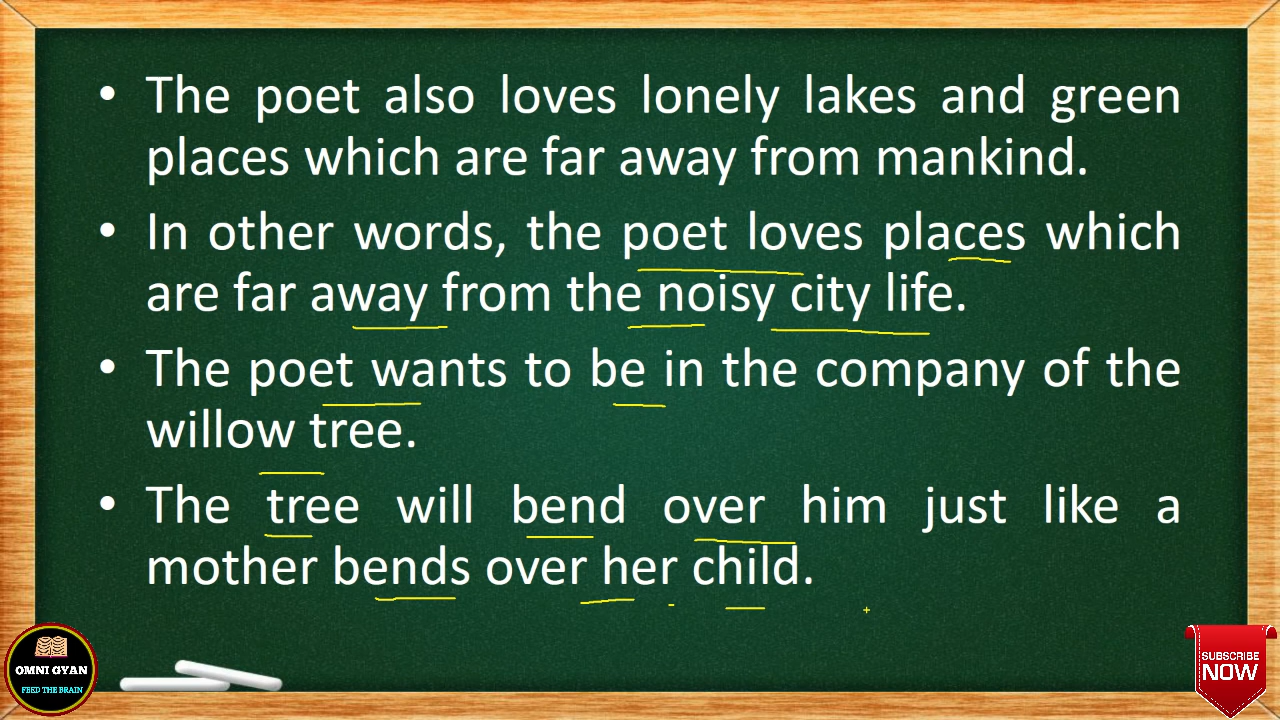 • The poet also loves lonely lakes and green
places which are far away from mankind.
• In other words, the poet loves places which
are far away from the noisy city life.
• The poet wants to be in the company of the
willow tree.
• The tree will bend over him just like a
mother bends over her child.
OMNI GYAN
FEED THE BRAIN
SUBSCRIBE
NOW